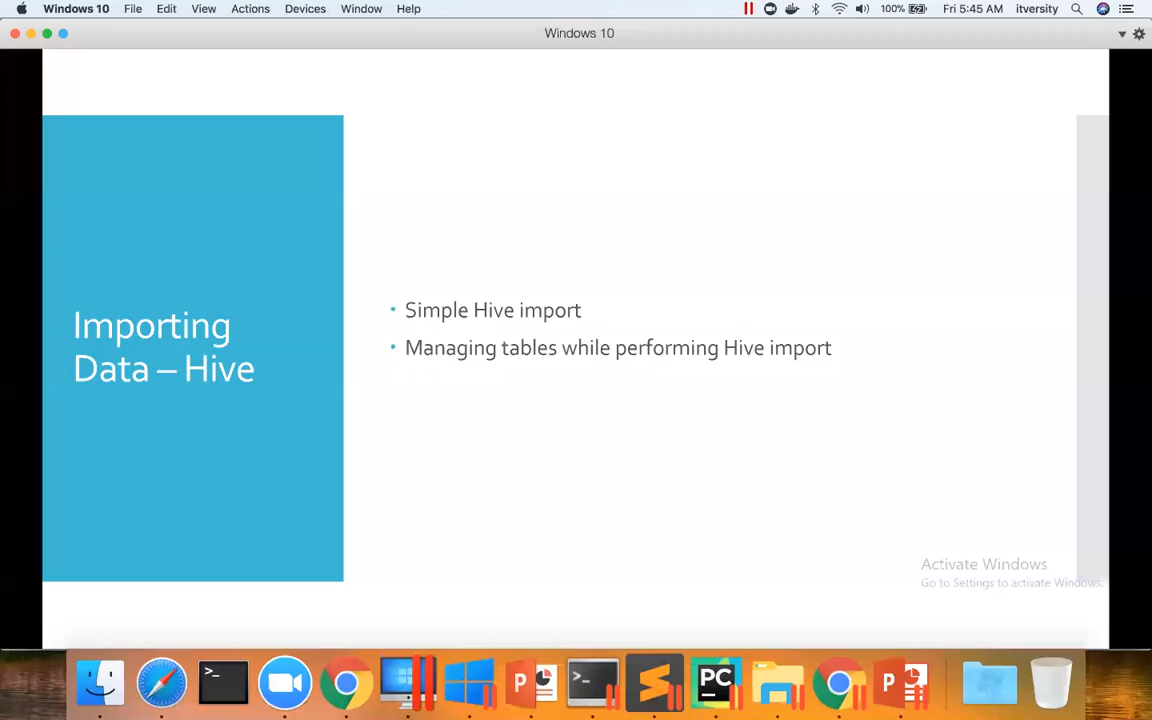 Windows 10 File Edit View Actions Devices Window Help 100% Fri 5:45 AM itversity
Windows 10
Importing
Data – Hive
• Simple Hive import
• Managing tables while performing Hive import
Activate Windows
Go to Settings to activate Windows.
>_
P
>_
PC
P